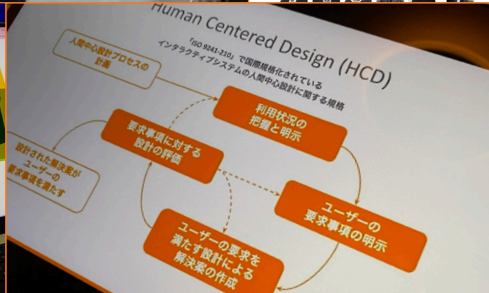 Human Centered Design (HCD)
「ISO 9241-210」で国際規格化されている
インタラクティブシステムの人間中心設計に関する規格
人間中心設計プロセスの
計画
利用状況の
把握と明示
要求事項に対する
設計の評価
設計された解決案が
ユーザーの
要求事項を満たす
ユーザーの
要求事項の明示
ユーザーの要求を
満たす設計による
解決案の作成